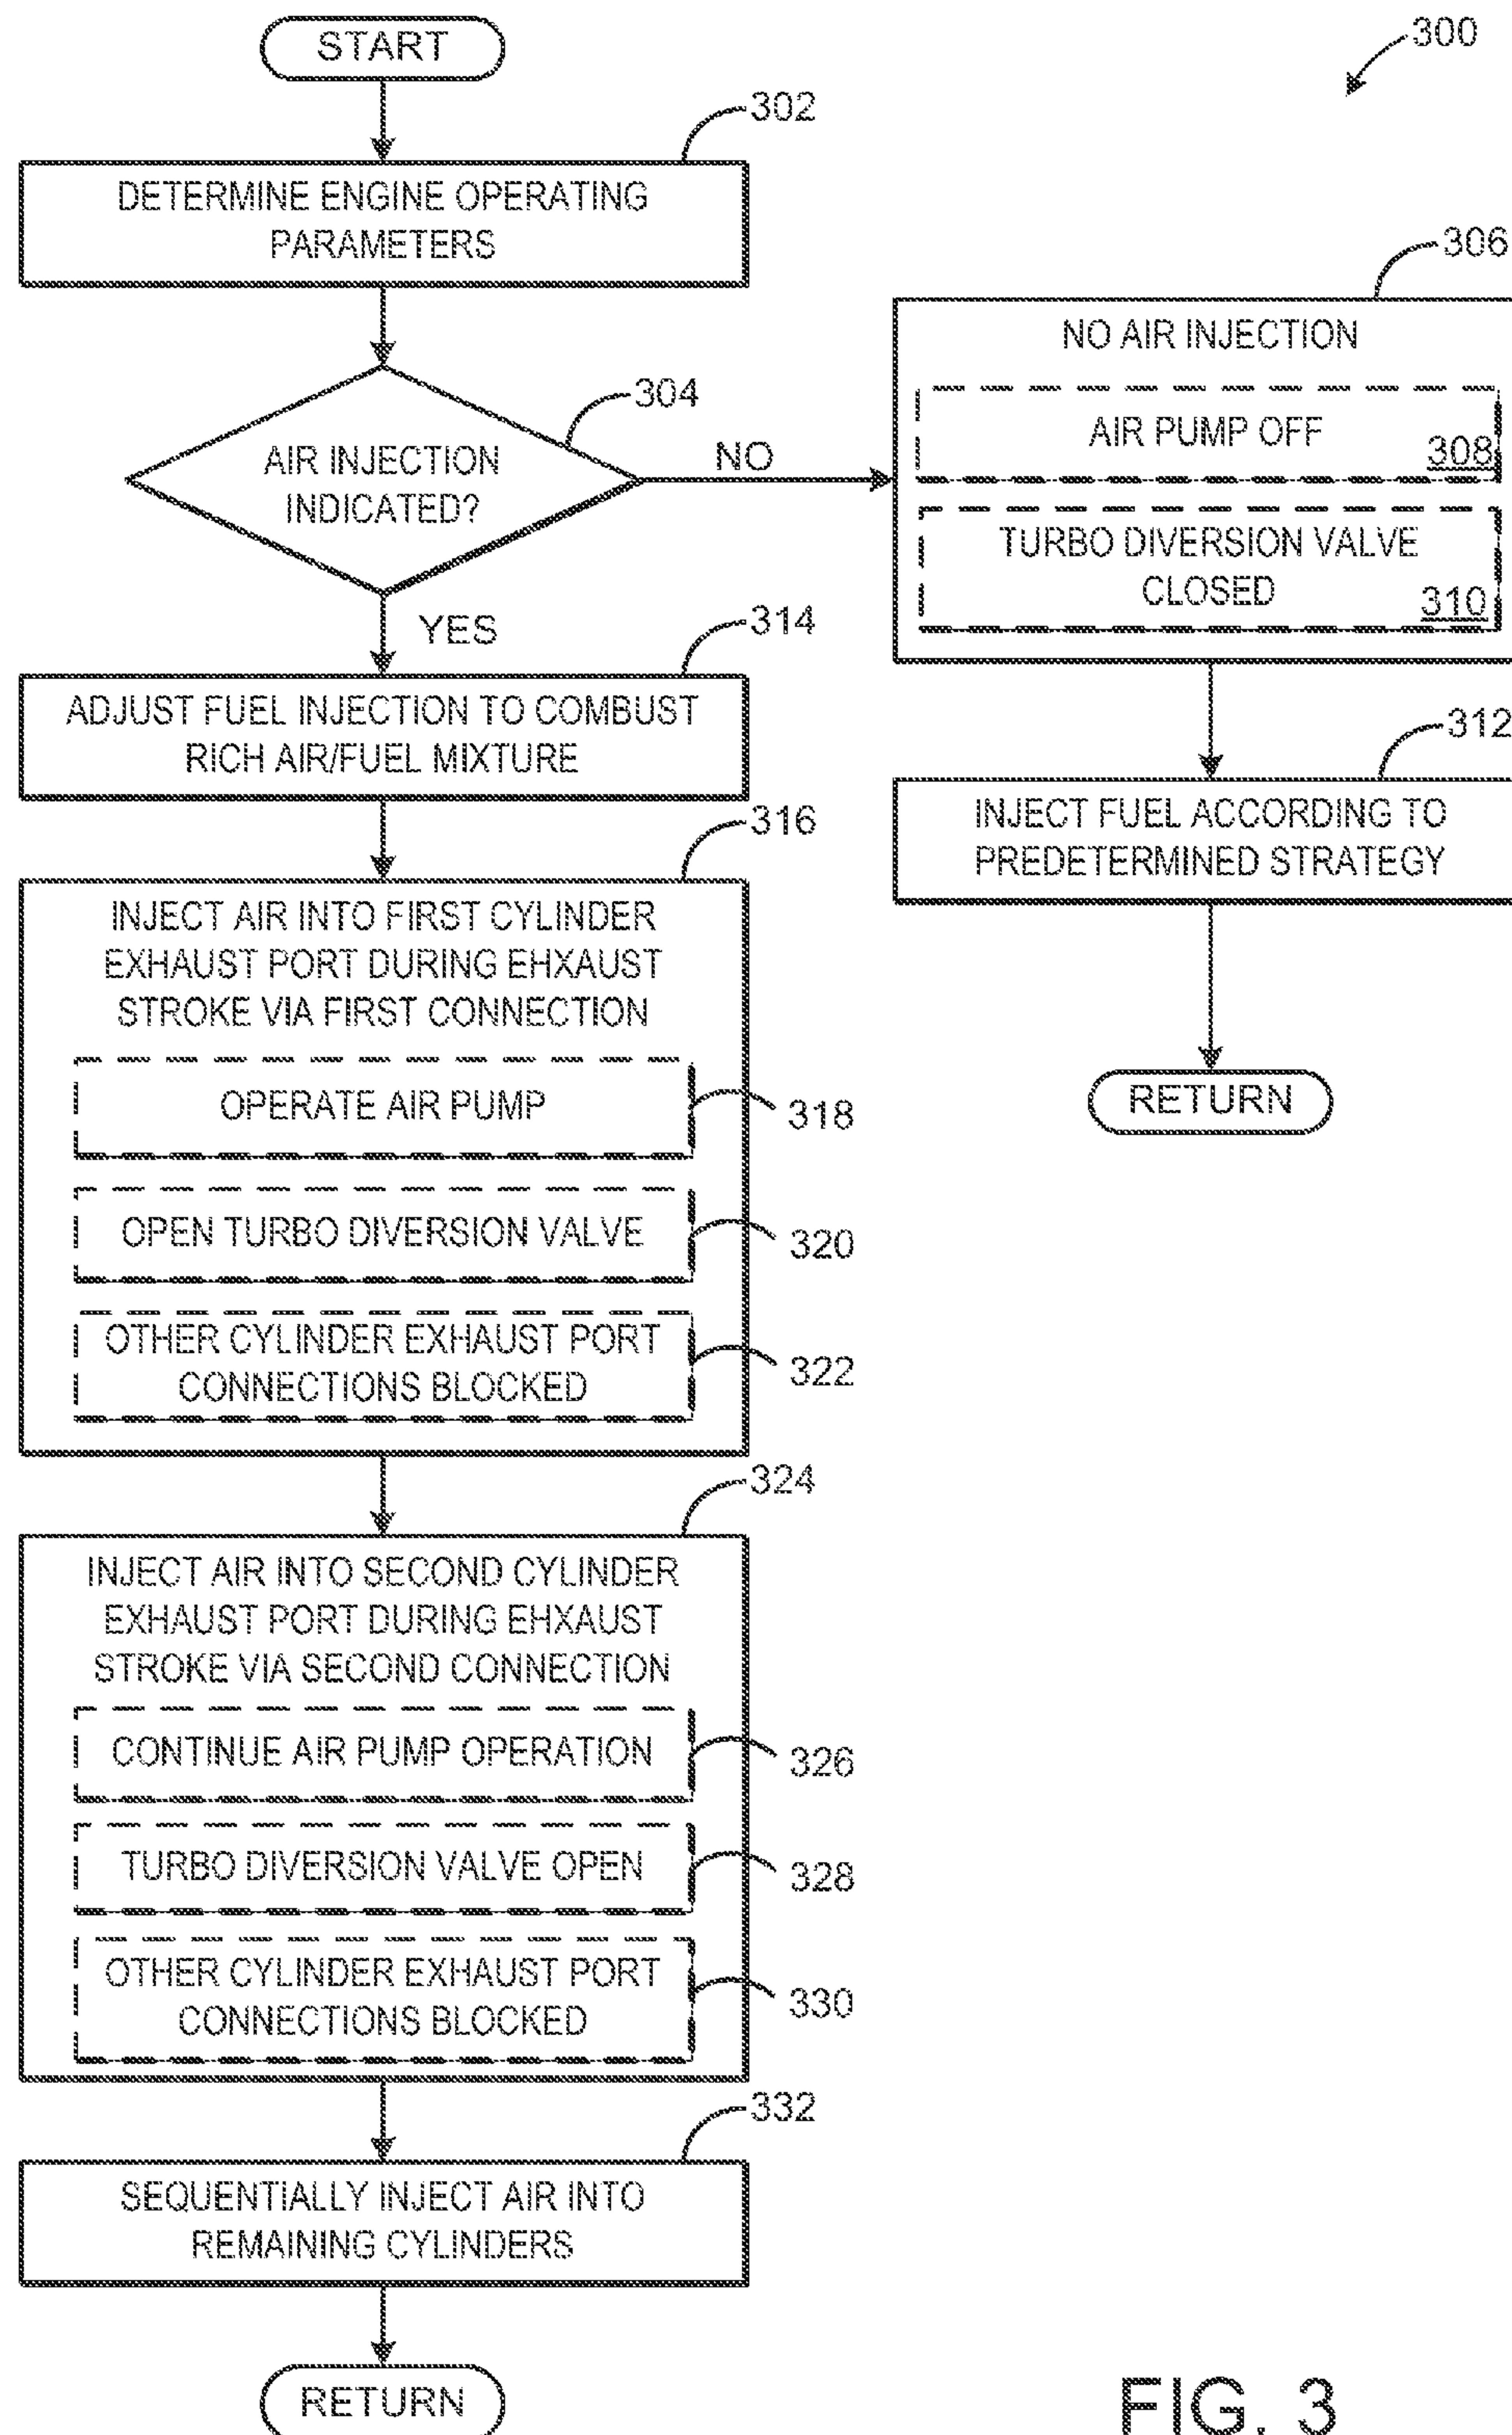 START
300
302
DETERMINE ENGINE OPERATING
PARAMETERS
304
AIR INJECTION
INDICATED?
NO
YES
306
NO AIR INJECTION
AIR PUMP OFF
308
TURBO DIVERSION VALVE
CLOSED
310
312
INJECT FUEL ACCORDING TO
PREDETERMINED STRATEGY
RETURN
314
ADJUST FUEL INJECTION TO COMBUST
RICH AIR/FUEL MIXTURE
316
INJECT AIR INTO FIRST CYLINDER
EXHAUST PORT DURING EHXAUST
STROKE VIA FIRST CONNECTION
OPERATE AIR PUMP
318
OPEN TURBO DIVERSION VALVE
320
OTHER CYLINDER EXHAUST PORT
CONNECTIONS BLOCKED
322
324
INJECT AIR INTO SECOND CYLINDER
EXHAUST PORT DURING EHXAUST
STROKE VIA SECOND CONNECTION
CONTINUE AIR PUMP OPERATION
326
TURBO DIVERSION VALVE OPEN
328
OTHER CYLINDER EXHAUST PORT
CONNECTIONS BLOCKED
330
332
SEQUENTIALLY INJECT AIR INTO
REMAINING CYLINDERS
RETURN
FIG. 3